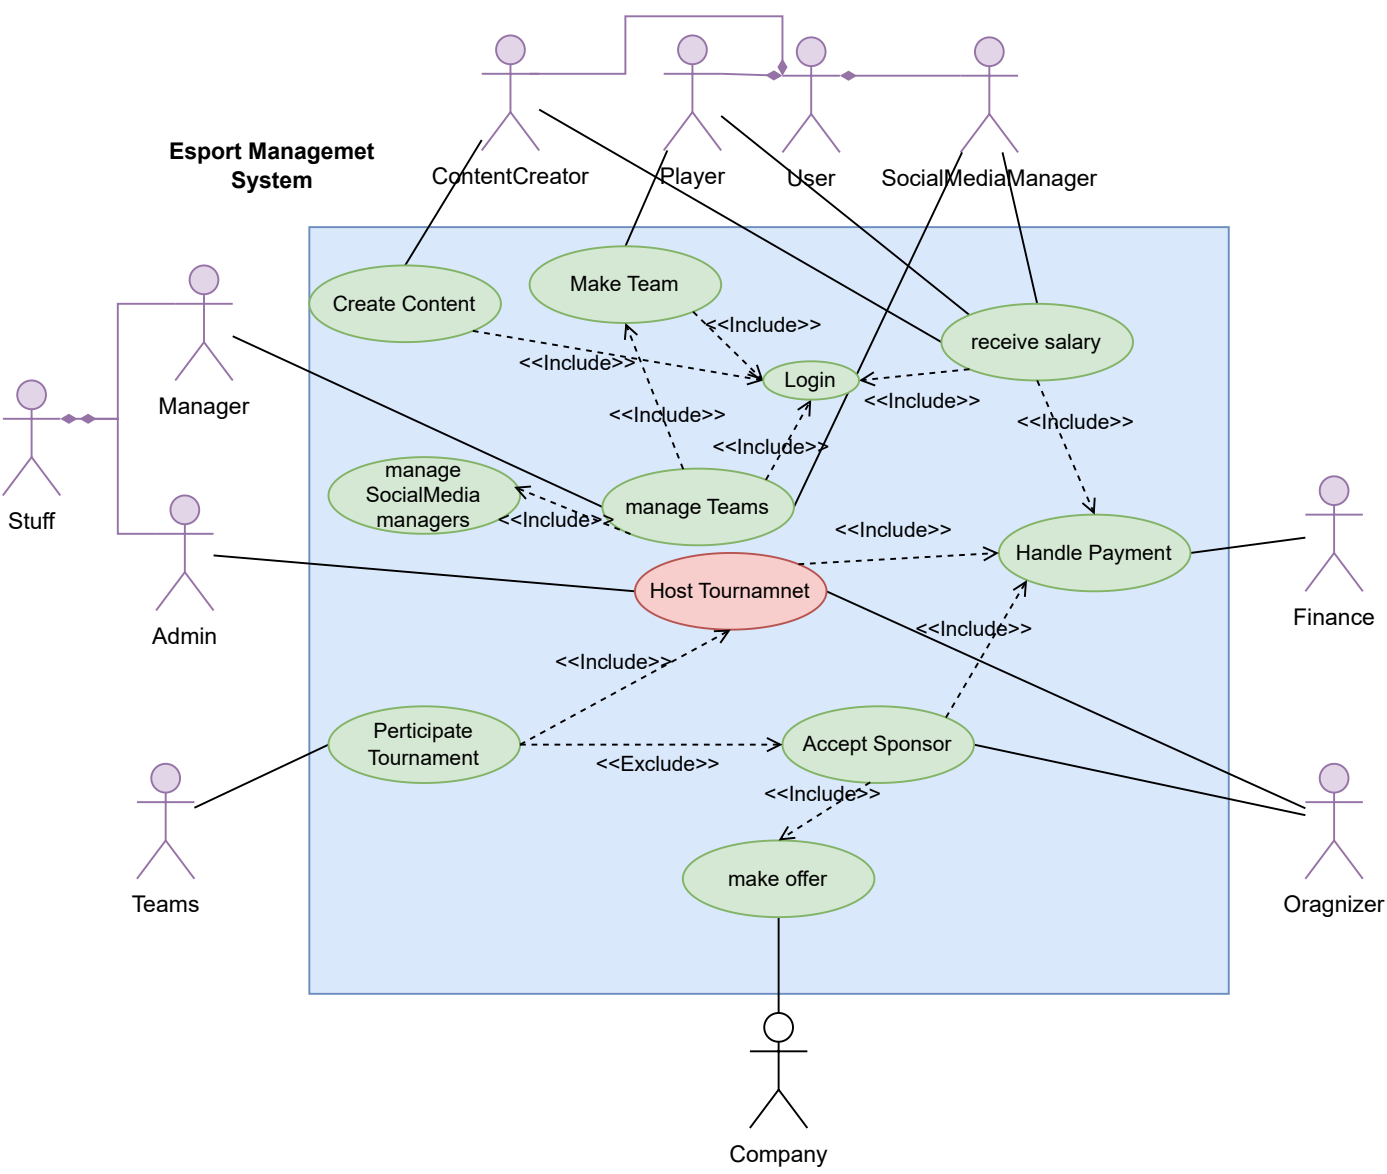 Esport Managemet
System
ContentCreator
Player
User
SocialMediaManager
Create Content
Make Team
<<Include>>
receive salary
<<Include>>
Login
<<Include>>
Manager
<<Include>>
<<Include>>
<<Include>>
Stuff
manage
SocialMedia
managers
<<Include>>
manage Teams
<<Include>>
Handle Payment
Host Tournamnet
Finance
Admin
<<Include>>
<<Include>>
Perticipate
Tournament
Accept Sponsor
<<Exclude>>
<<Include>>
make offer
Teams
Oragnizer
Company